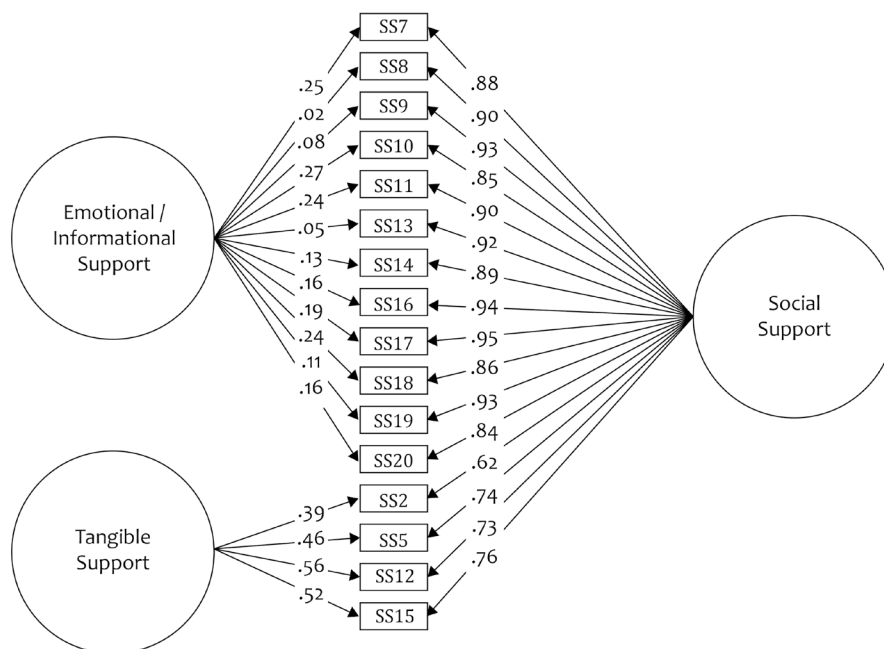 SS7
SS8
SS9
SS10
SS11
SS13
SS14
SS16
SS17
SS18
SS19
SS20
SS2
SS5
SS12
SS15
.25
.02
.08
.27
.24
.05
.13
.16
.19
.24
.11
.16
.39
.46
.56
.52
.88
.90
.93
.85
.90
.92
.89
.94
.95
.86
.93
.84
.62
.74
.73
.76
Emotional /
Informational
Support
Tangible
Support
Social
Support